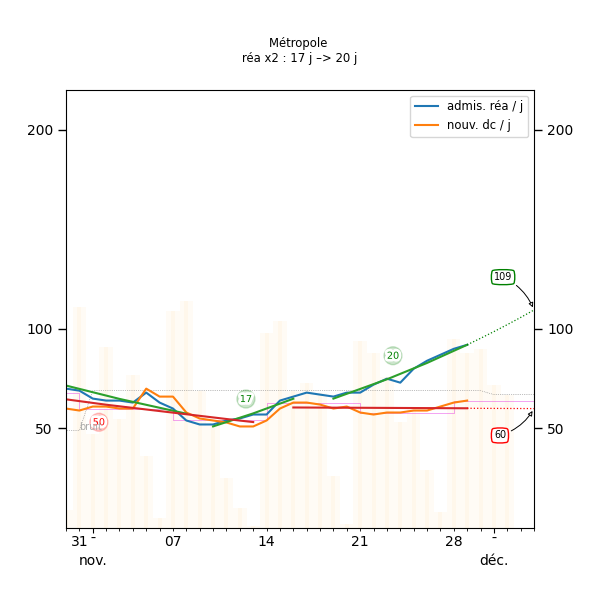 Métropole
réa x2 : 17 j –> 20 j
admis. réa / j
nouv. dc / j
200
200
100
100
50
50
109
60
20
17
50
brut
31
07
14
21
28
nov.
déc.